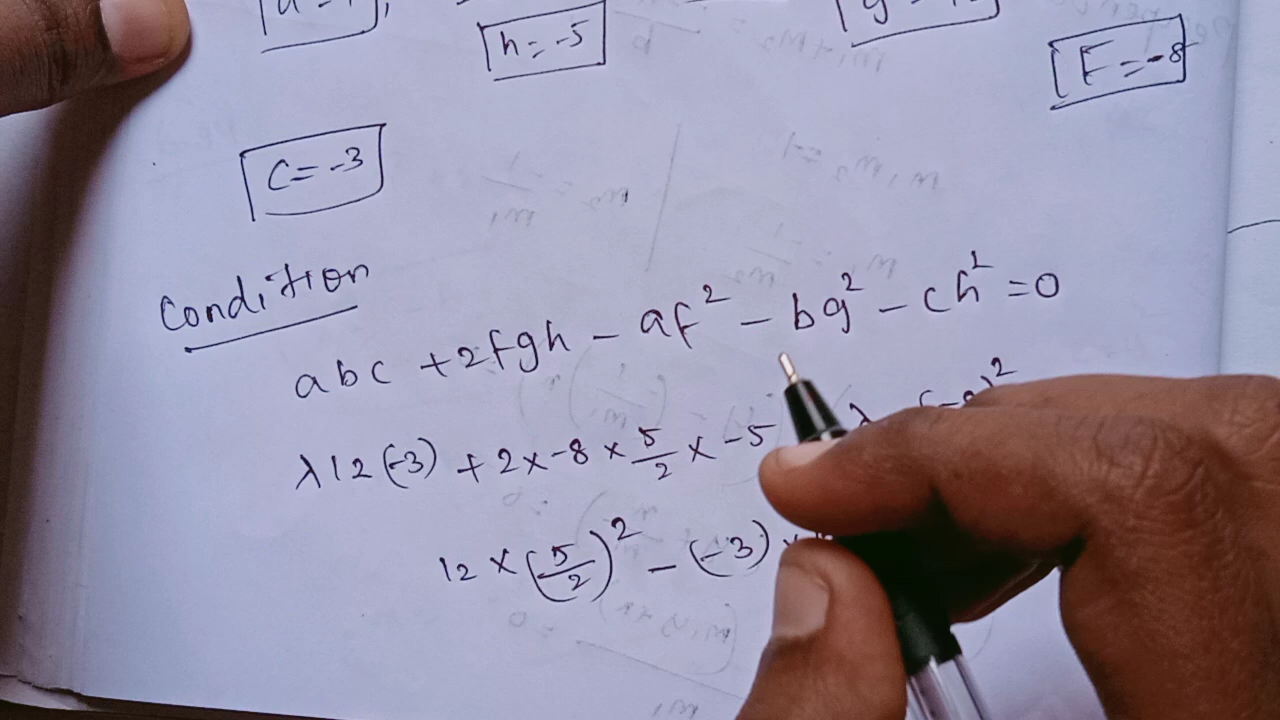 h=-5
F=-8
C=-3
Condition
abc +2fgh - af² - bg² - ch² =0
λ12(-3) + 2x-8 x 5/2 x -5 λ
12 x (5/2)² - (-3) x